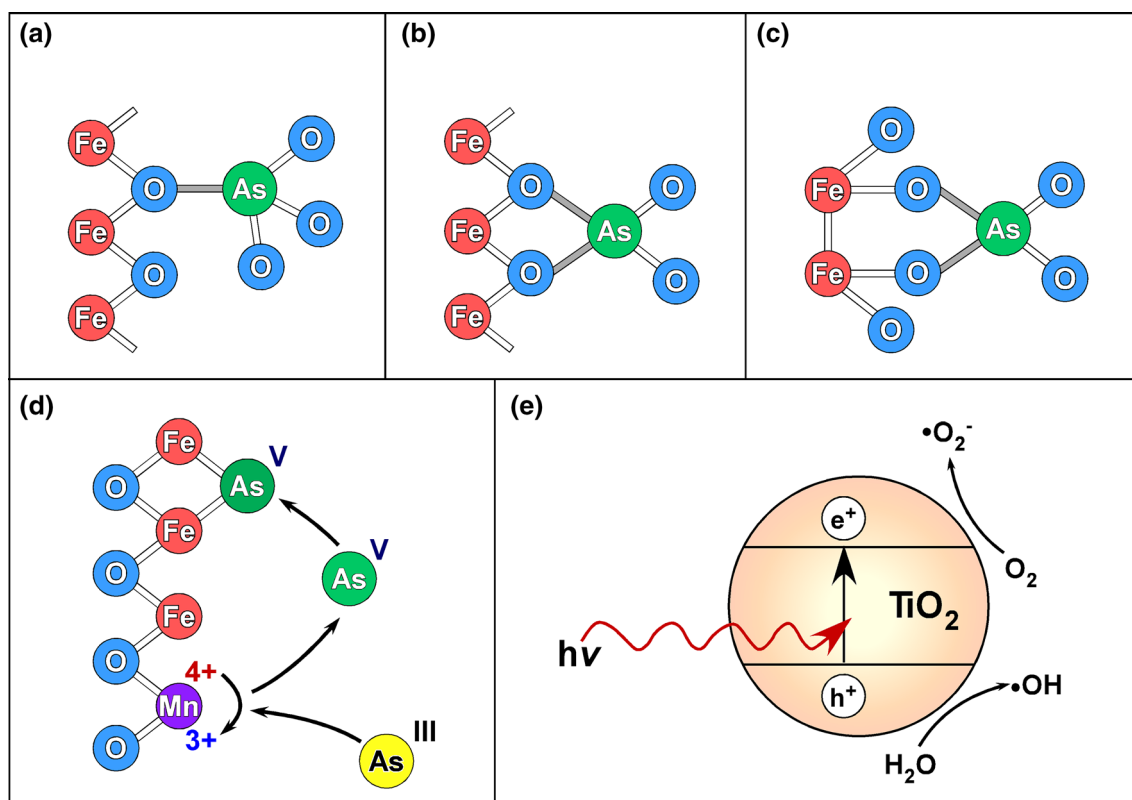 (a)
Fe
O
As
O
O
O
Fe
O
Fe
(b)
Fe
O
Fe
O
Fe
As
O
O
(c)
O
Fe
O
As
O
Fe
O
O
O
(d)
Fe
V
O
As
Fe
V
O
As
Fe
O
4+
Mn
3+
O
III
As
(e)
•O₂⁻
e⁺
O₂
TiO₂
hν
h⁺
•OH
H₂O